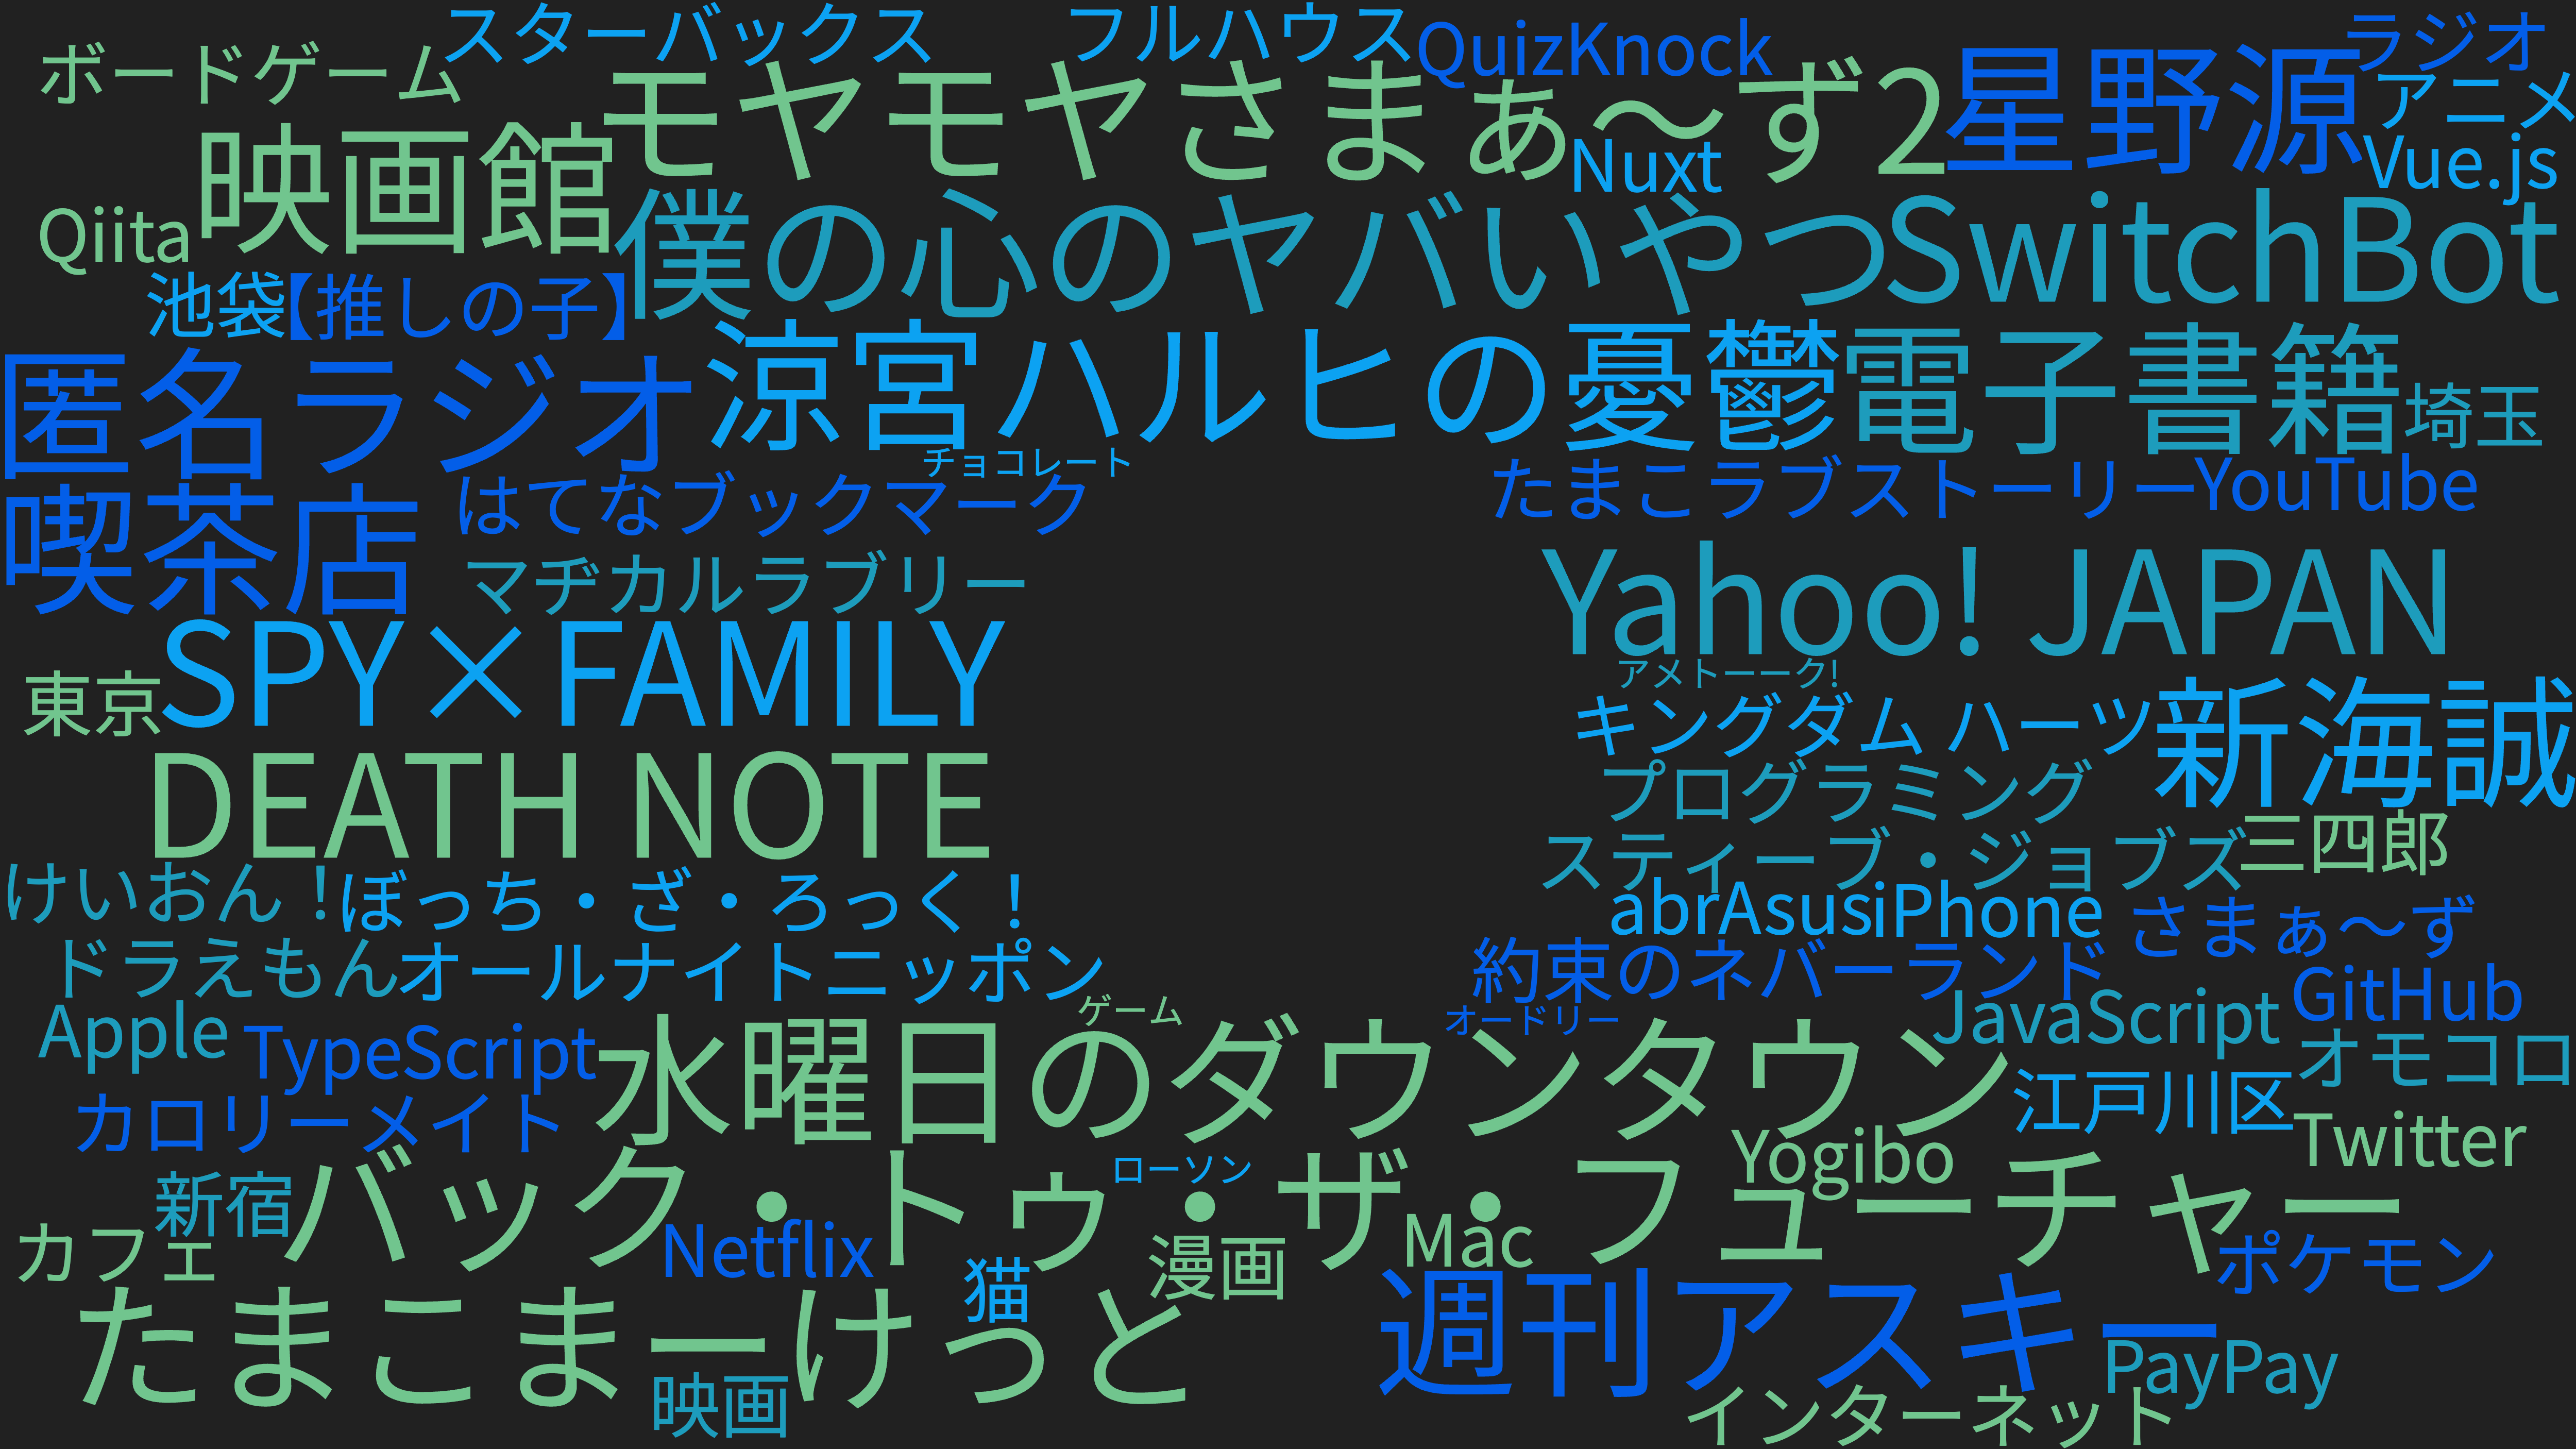 スターバックス
フルハウス
QuizKnock
ラジオ
ボードゲーム
モヤモヤさまぁ〜ず2
星野源
アニメ
映画館
Nuxt
Vue.js
Qiita
僕の心のヤバいやつ
SwitchBot
池袋
【推しの子】
匿名ラジオ
涼宮ハルヒの憂鬱
電子書籍
埼玉
チョコレート
喫茶店
はてなブックマーク
たまこラブストーリー
YouTube
マヂカルラブリー
Yahoo! JAPAN
SPY×FAMILY
東京
アメトーーク!
キングダム ハーツ
新海誠
DEATH NOTE
プログラミング
スティーブ・ジョブズ
三四郎
けいおん！
ぼっち・ざ・ろっく！
abrAsus
iPhone
さまぁ〜ず
ドラえもん
オールナイトニッポン
約束のネバーランド
GitHub
Apple
TypeScript
ゲーム
オードリー
JavaScript
水曜日のダウンタウン
オモコロ
カロリーメイト
江戸川区
Twitter
新宿
バック・トゥ・ザ・フューチャー
ローソン
Yogibo
カフェ
Netflix
猫
漫画
Mac
ポケモン
たまこまーけっと
週刊アスキー
PayPay
映画
インターネット